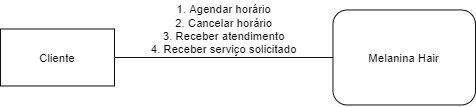 1. Agendar horário
2. Cancelar horário
3. Receber atendimento
4. Receber serviço solicitado
Cliente
Melanina Hair